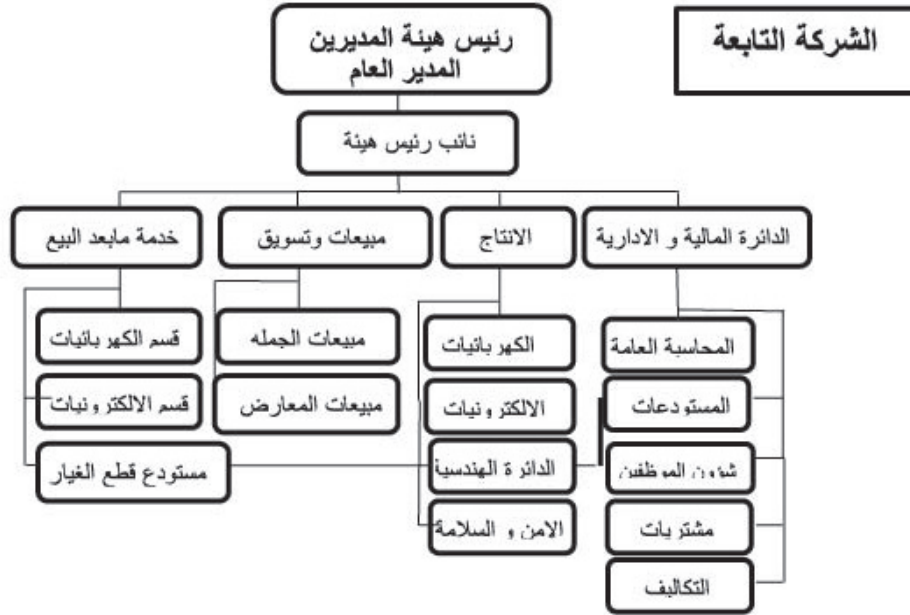 الشركة التابعة
رئيس هيئة المديرين
المدير العام
نائب رئيس هيئة
الدائرة المالية و الادارية
الانتاج
مبيعات وتسويق
خدمة مابعد البيع
المحاسبة العامة
المستودعات
شؤون الموظفين
مشتريات
التكاليف
الكهربائيات
الالكترونيات
الدائرة الهندسية
الامن و السلامة
مبيعات الجمله
مبيعات المعارض
قسم الكهربائيات
قسم الالكترونيات
مستودع قطع الغيار